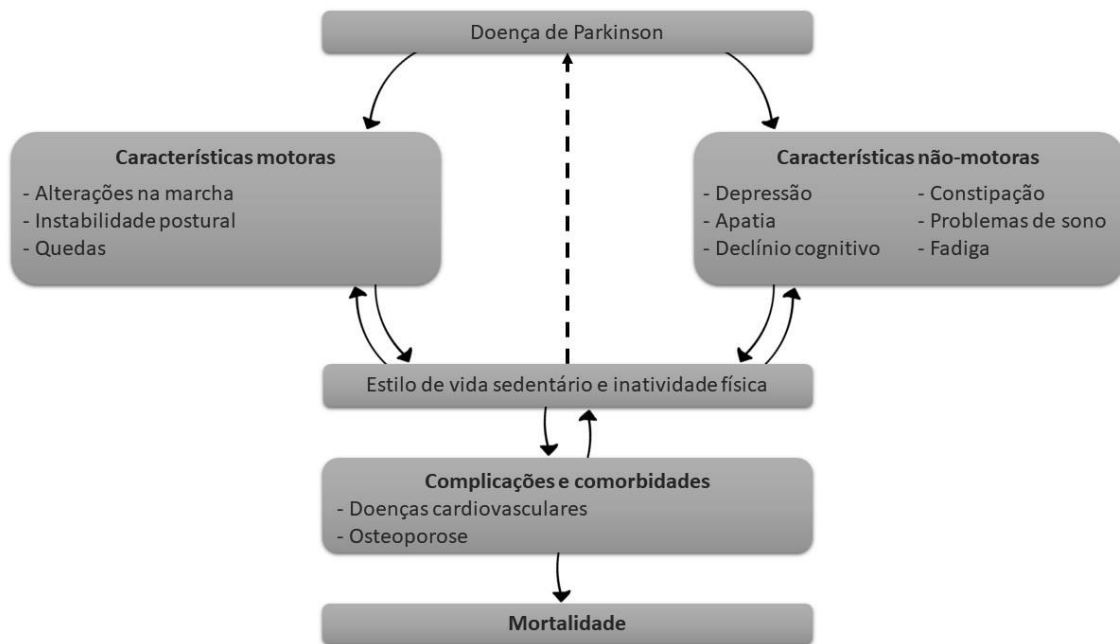 Doença de Parkinson
Características motoras
- Alterações na marcha
- Instabilidade postural
- Quedas
Características não-motoras
- Depressão
- Apatia
- Declínio cognitivo
- Constipação
- Problemas de sono
- Fadiga
Estilo de vida sedentário e inatividade física
Complicações e comorbidades
- Doenças cardiovasculares
- Osteoporose
Mortalidade